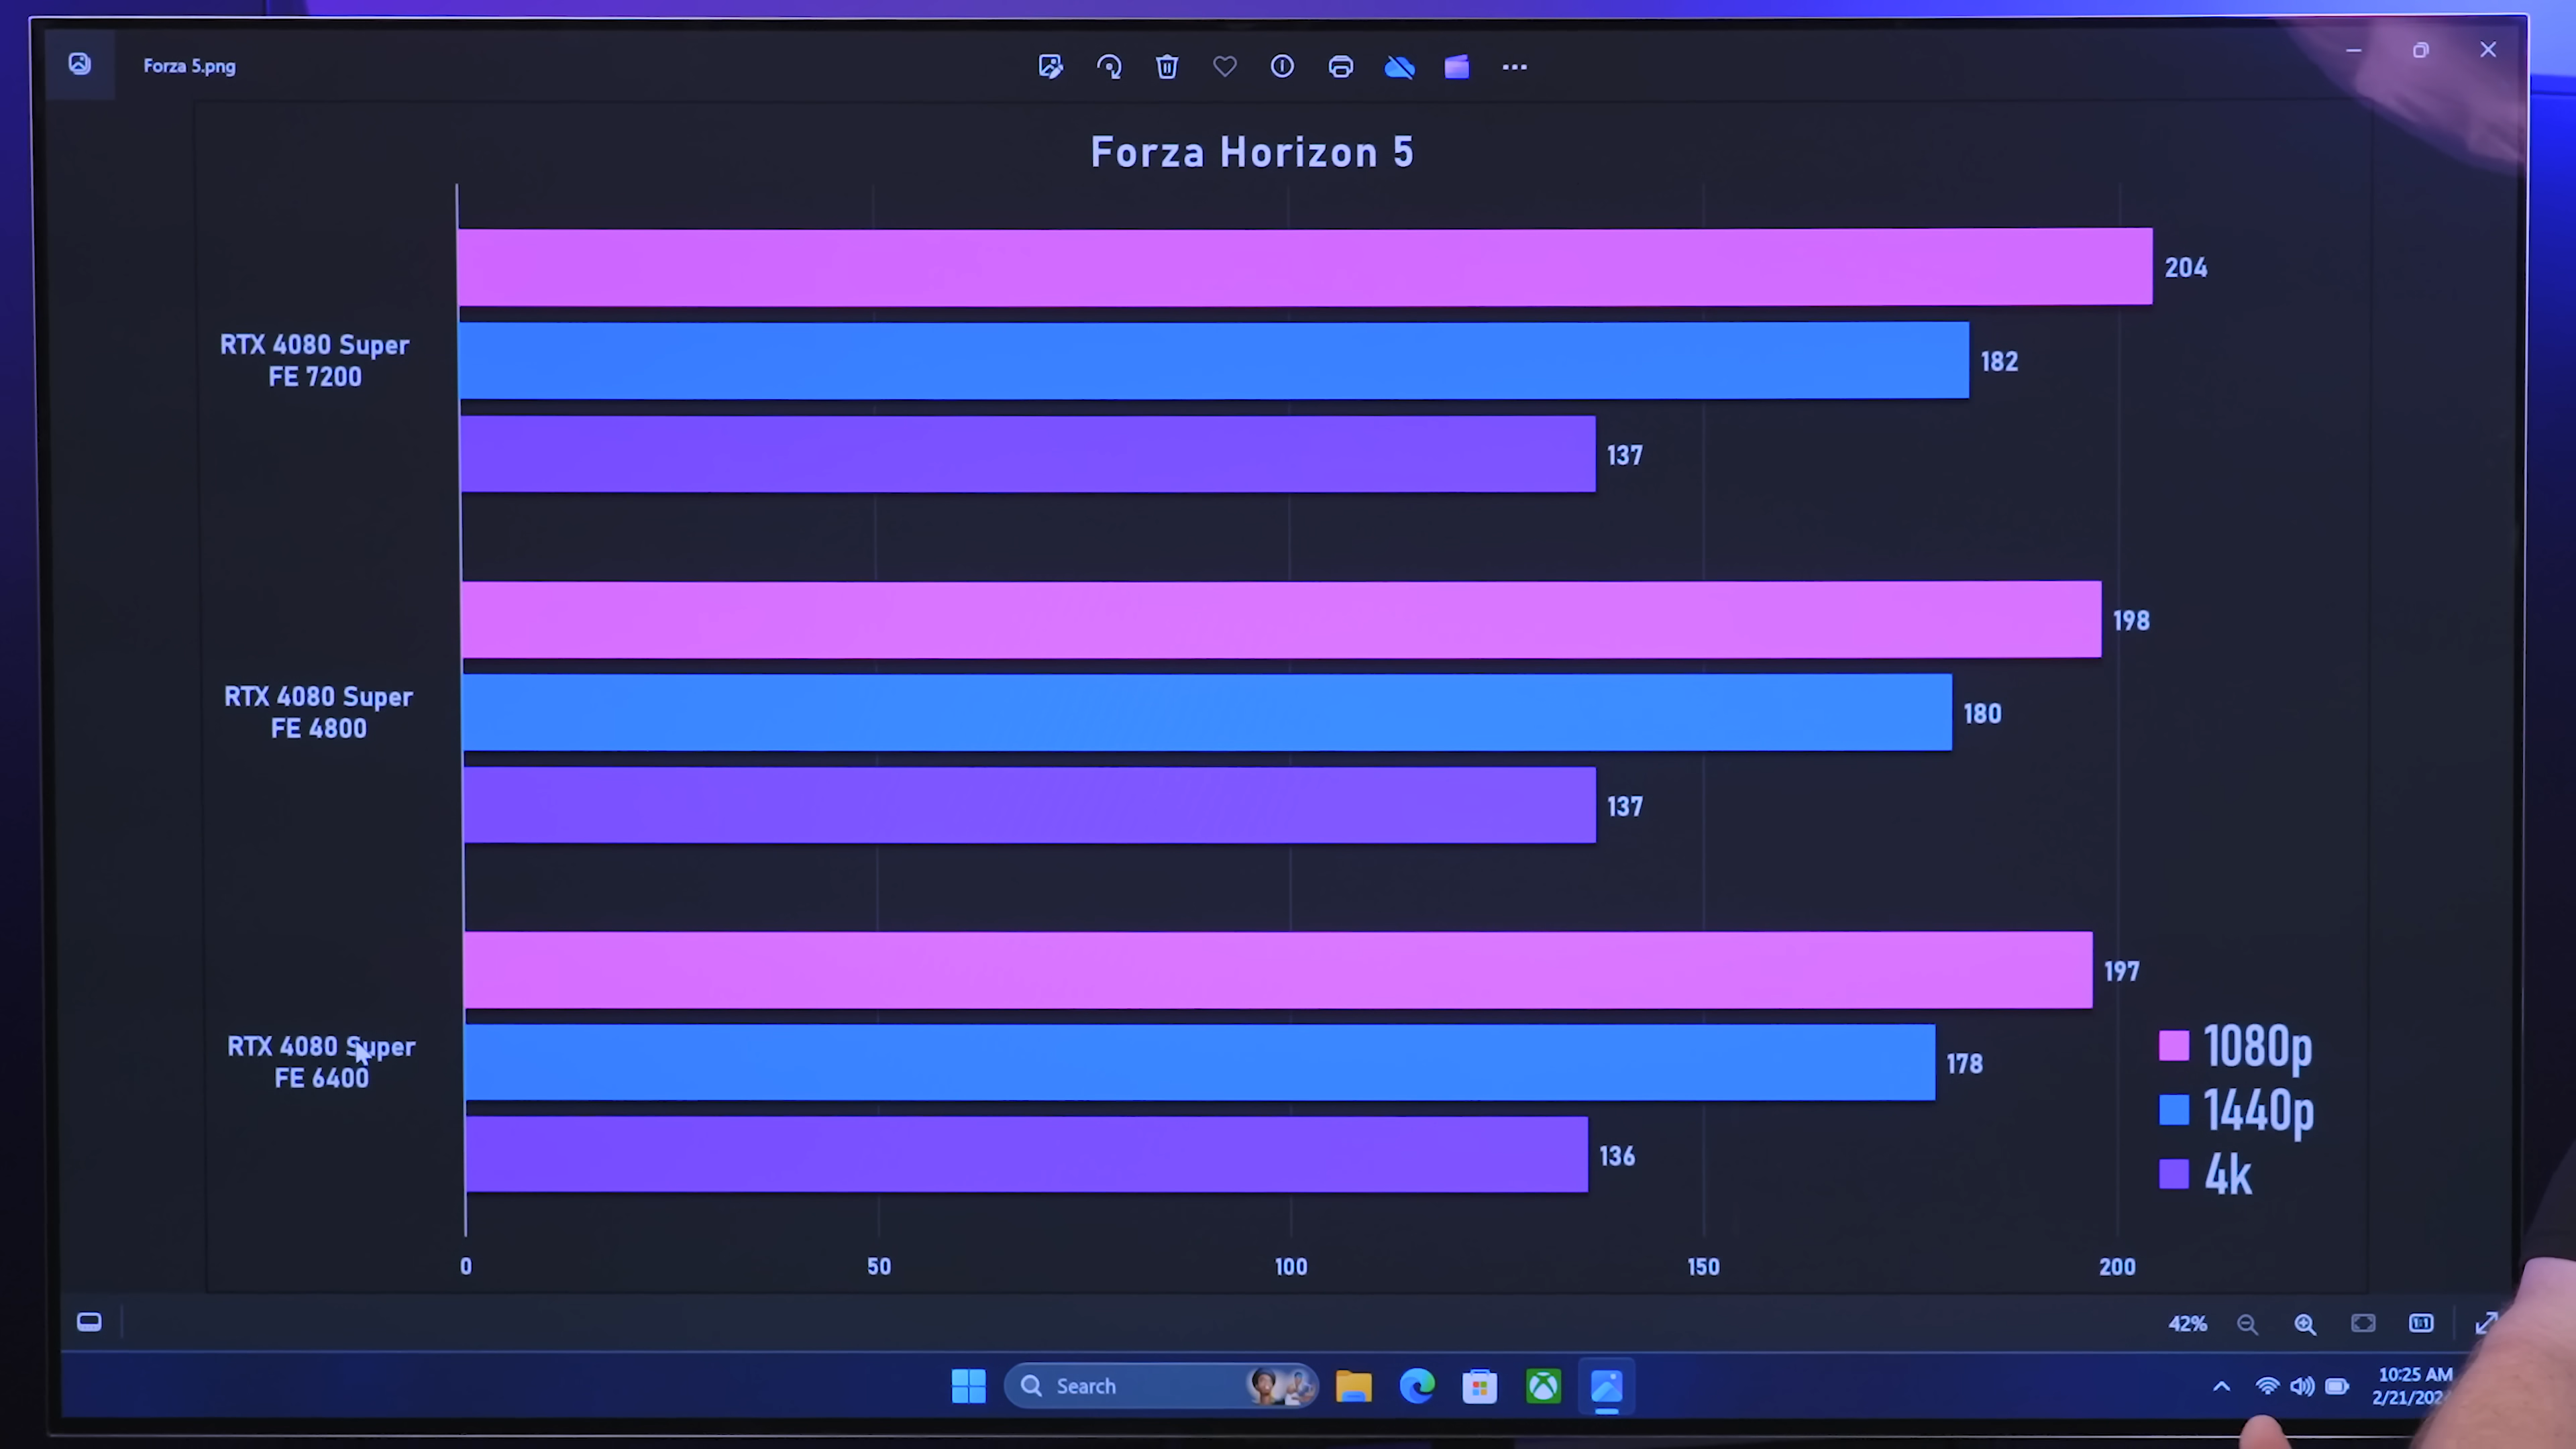 Forza 5.png
Forza Horizon 5
204
RTX 4080 Super
FE 7200
182
137
198
RTX 4080 Super
FE 4800
180
137
197
RTX 4080 Super
FE 6400
178
136
1080p
1440p
4k
0 50 100 150 200
42%
Search
10:25 AM